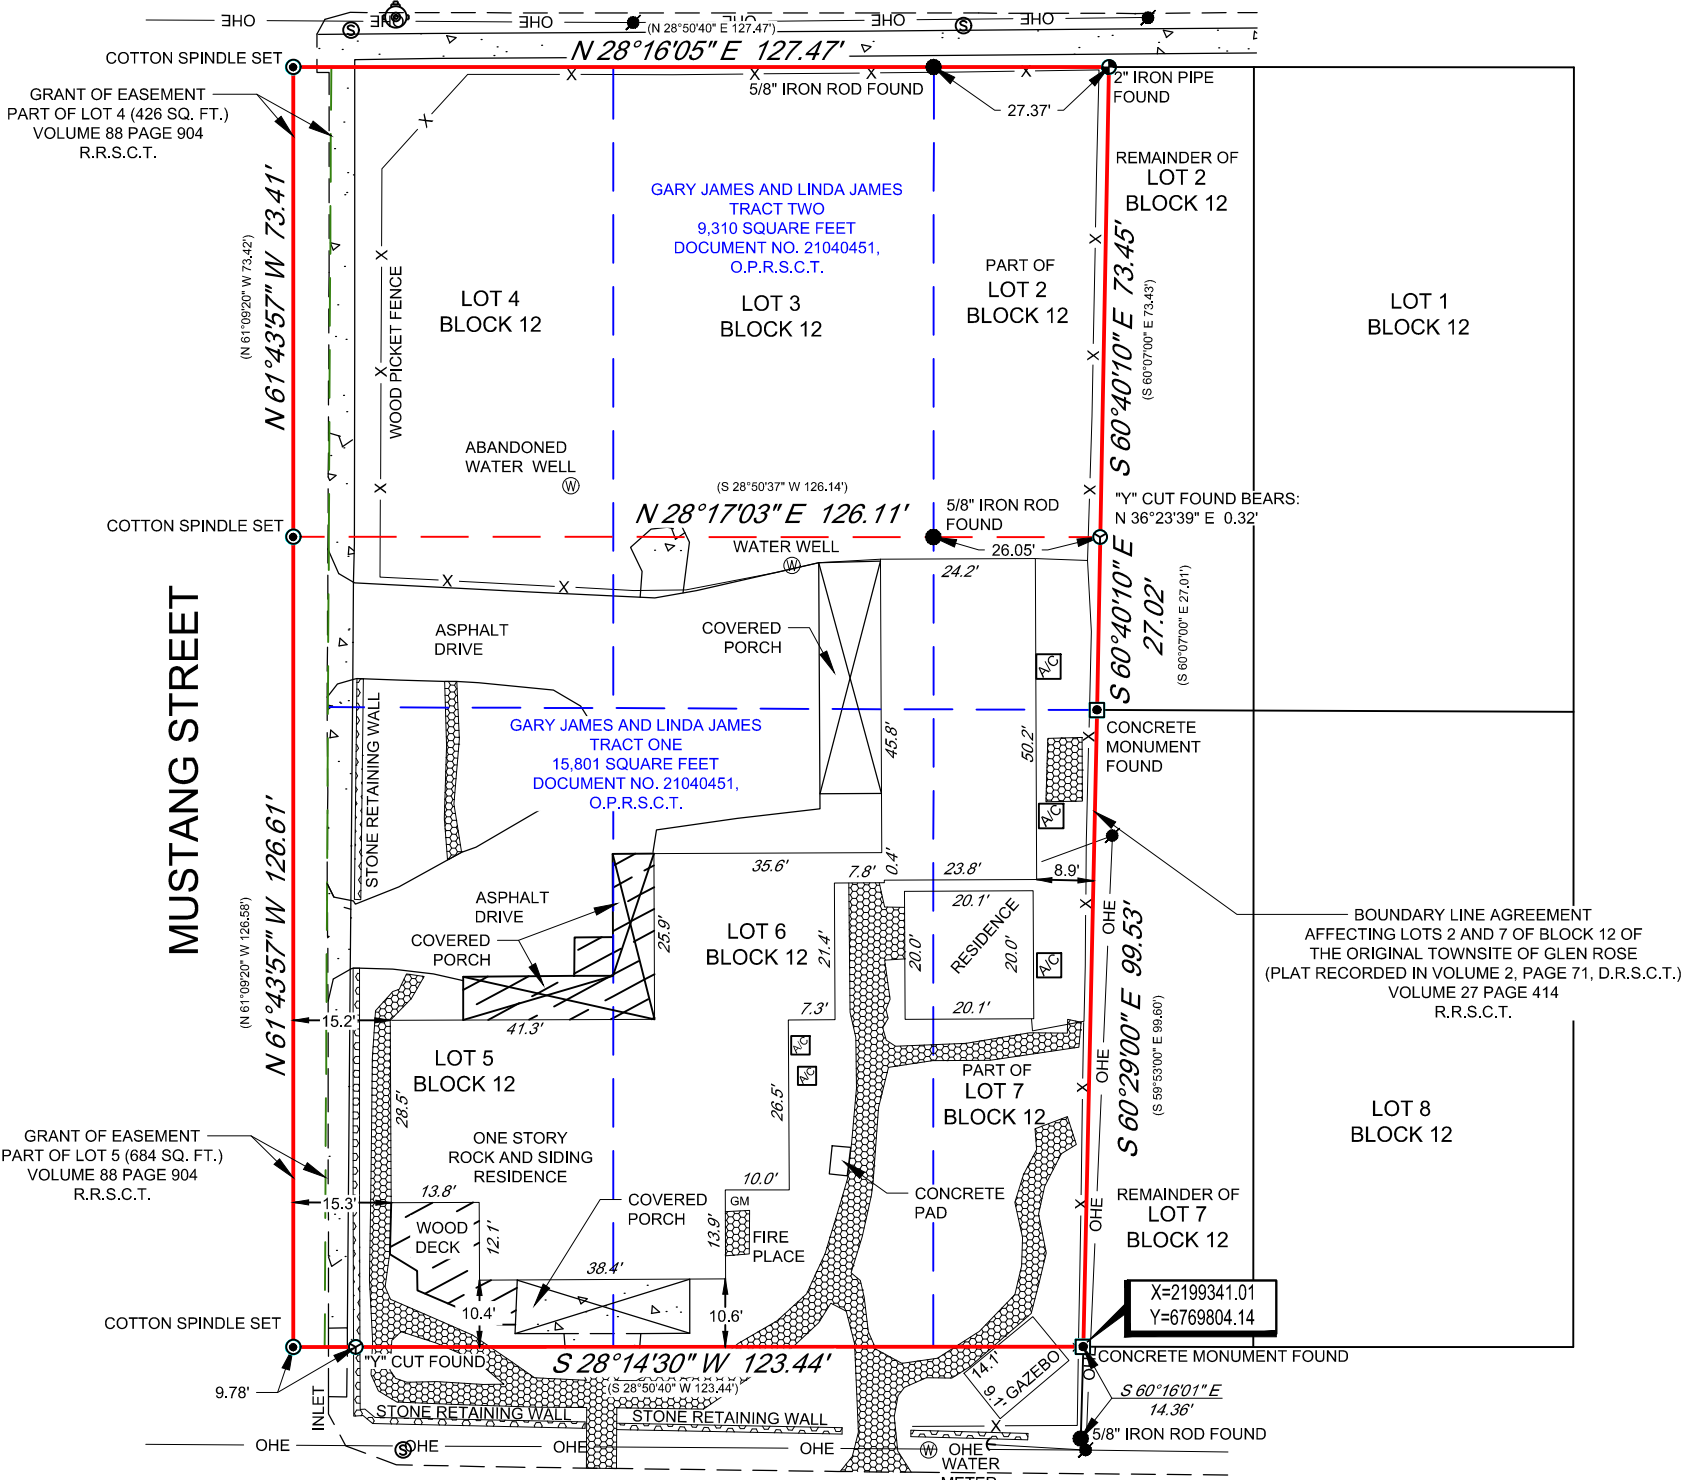 OHE
OHE
OHE
OHE
OHE
S
S
(N 28°50'40" E 127.47')
N 28°16'05" E 127.47'
COTTON SPINDLE SET
5/8" IRON ROD FOUND
2" IRON PIPE
FOUND
27.37'
GRANT OF EASEMENT
PART OF LOT 4 (426 SQ. FT.)
VOLUME 88 PAGE 904
R.R.S.C.T.
N 61°43'57" W 73.41'
(N 61°09'20" W 73.42')
WOOD PICKET FENCE
GARY JAMES AND LINDA JAMES
TRACT TWO
9,310 SQUARE FEET
DOCUMENT NO. 21040451,
O.P.R.S.C.T.
LOT 4
BLOCK 12
LOT 3
BLOCK 12
PART OF
LOT 2
BLOCK 12
REMAINDER OF
LOT 2
BLOCK 12
LOT 1
BLOCK 12
S 60°40'10" E 73.45'
(S 60°07'00" E 73.43')
ABANDONED
WATER WELL
W
(S 28°50'37" W 126.14')
N 28°17'03" E 126.11'
5/8" IRON ROD
FOUND
"Y" CUT FOUND BEARS:
N 36°23'39" E 0.32'
COTTON SPINDLE SET
WATER WELL
W
26.05'
24.2'
S 60°40'10" E
27.02'
(S 60°07'00" E 27.01')
MUSTANG STREET
ASPHALT
DRIVE
COVERED
PORCH
A/C
STONE RETAINING WALL
GARY JAMES AND LINDA JAMES
TRACT ONE
15,801 SQUARE FEET
DOCUMENT NO. 21040451,
O.P.R.S.C.T.
45.8'
50.2'
CONCRETE
MONUMENT
FOUND
A/C
N 61°43'57" W 126.61'
(N 61°09'20" W 126.58')
35.6'
7.8'
0.4'
23.8'
8.9'
ASPHALT
DRIVE
COVERED
PORCH
25.9'
LOT 6
BLOCK 12
21.4'
20.1'
20.0'
RESIDENCE
20.0'
20.1'
A/C
OHE
OHE
OHE
S 60°29'00" E 99.53'
(S 59°53'00" E 99.60')
BOUNDARY LINE AGREEMENT
AFFECTING LOTS 2 AND 7 OF BLOCK 12 OF
THE ORIGINAL TOWNSITE OF GLEN ROSE
(PLAT RECORDED IN VOLUME 2, PAGE 71, D.R.S.C.T.)
VOLUME 27 PAGE 414
R.R.S.C.T.
15.2'
41.3'
7.3'
A/C
A/C
LOT 5
BLOCK 12
28.5'
26.5'
PART OF
LOT 7
BLOCK 12
LOT 8
BLOCK 12
GRANT OF EASEMENT
PART OF LOT 5 (684 SQ. FT.)
VOLUME 88 PAGE 904
R.R.S.C.T.
ONE STORY
ROCK AND SIDING
RESIDENCE
15.3'
13.8'
WOOD
DECK
12.1'
COVERED
PORCH
10.0'
GM
13.9'
FIRE
PLACE
CONCRETE
PAD
REMAINDER OF
LOT 7
BLOCK 12
38.4'
10.4'
10.6'
X=2199341.01
Y=6769804.14
COTTON SPINDLE SET
"Y" CUT FOUND
S 28°14'30" W 123.44'
(S 28°50'40" W 123.44')
14.1'
9.1'
GAZEBO
CONCRETE MONUMENT FOUND
S 60°16'01" E
14.36'
9.78'
INLET
STONE RETAINING WALL
STONE RETAINING WALL
5/8" IRON ROD FOUND
OHE
S
OHE
OHE
OHE
W
OHE
WATER
METER